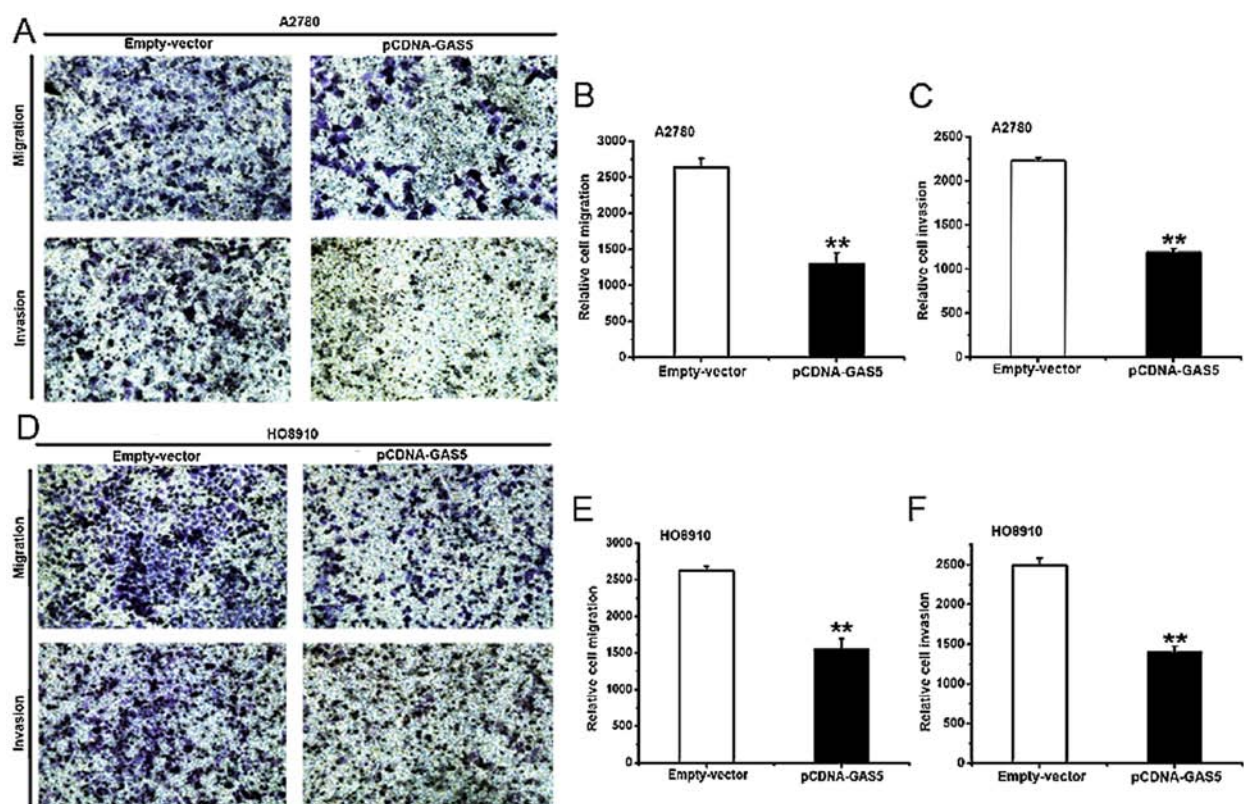 A
A2780
Empty-vector
pCDNA-GAS5
Migration
Invasion
B
A2780
Relative cell migration
3000
2500
2000
1500
1000
500
0
**
Empty-vector
pCDNA-GAS5
C
A2780
Relative cell invasion
2500
2000
1500
1000
500
0
**
Empty-vector
pCDNA-GAS5
D
HO8910
Empty-vector
pCDNA-GAS5
Migration
Invasion
E
HO8910
Relative cell migration
3000
2500
2000
1500
1000
500
0
**
Empty-vector
pCDNA-GAS5
F
HO8910
Relative cell invasion
2500
2000
1500
1000
500
0
**
Empty-vector
pCDNA-GAS5